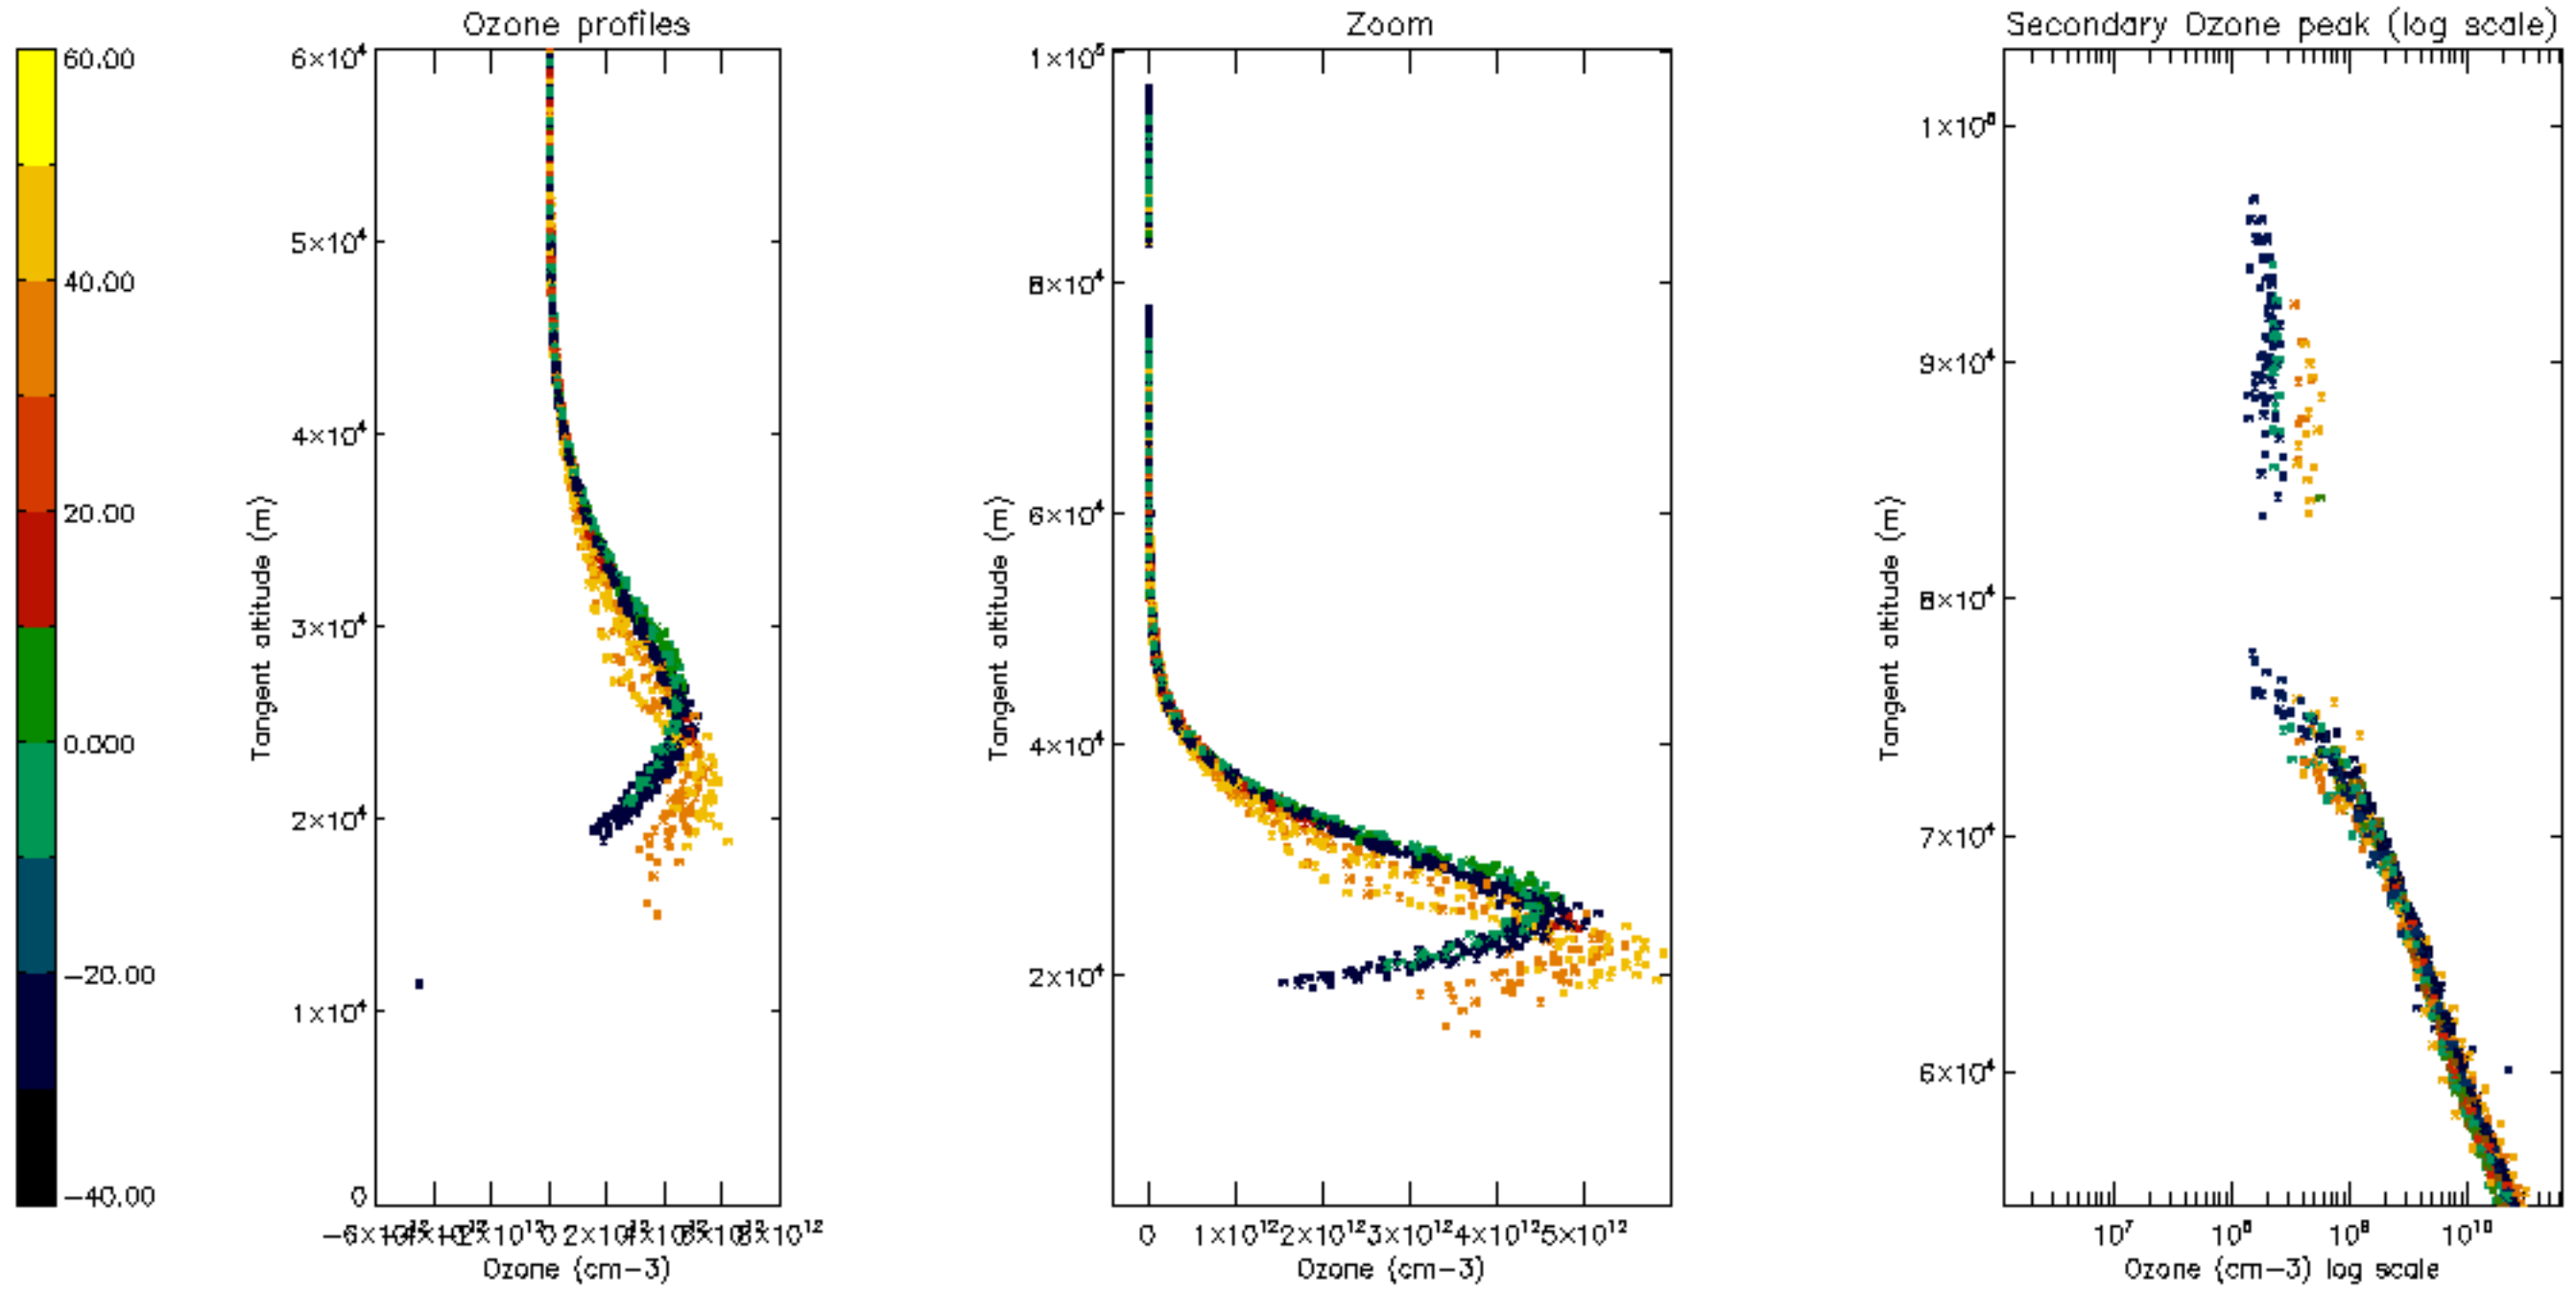 Ozone profiles
60.00
40.00
20.00
0.000
−20.00
−40.00
6×10⁴
5×10⁴
4×10⁴
3×10⁴
2×10⁴
1×10⁴
0
Tangent altitude (m)
0 8×10¹²
Ozone (cm−3)
Zoom
1×10⁵
8×10⁴
6×10⁴
4×10⁴
2×10⁴
Tangent altitude (m)
0 1×10¹² 2×10¹² 3×10¹² 4×10¹² 5×10¹²
Ozone (cm−3)
Secondary Ozone peak (log scale)
1×10⁵
9×10⁴
8×10⁴
7×10⁴
6×10⁴
Tangent altitude (m)
10⁷ 10⁸ 10⁹ 10¹⁰
Ozone (cm−3) log scale